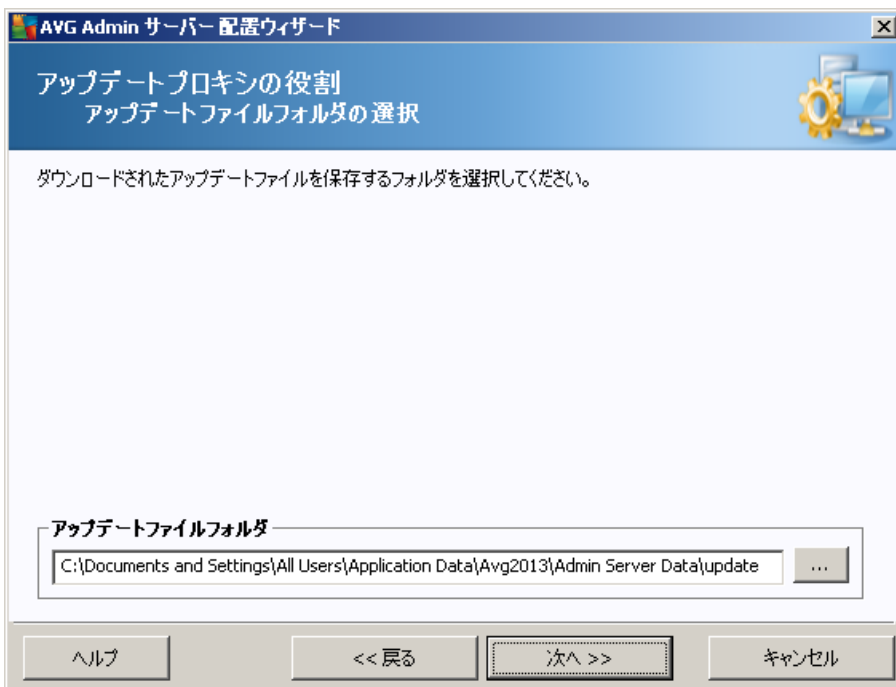 AVG Admin サーバー 配置ウィザード
アップデートプロキシの役割
アップデートファイルフォルダの選択
ダウンロードされたアップデートファイルを保存するフォルダを選択してください。
アップデートファイルフォルダ
C:\Documents and Settings\All Users\Application Data\Avg2013\Admin Server Data\update
...
ヘルプ
<< 戻る
次へ >>
キャンセル